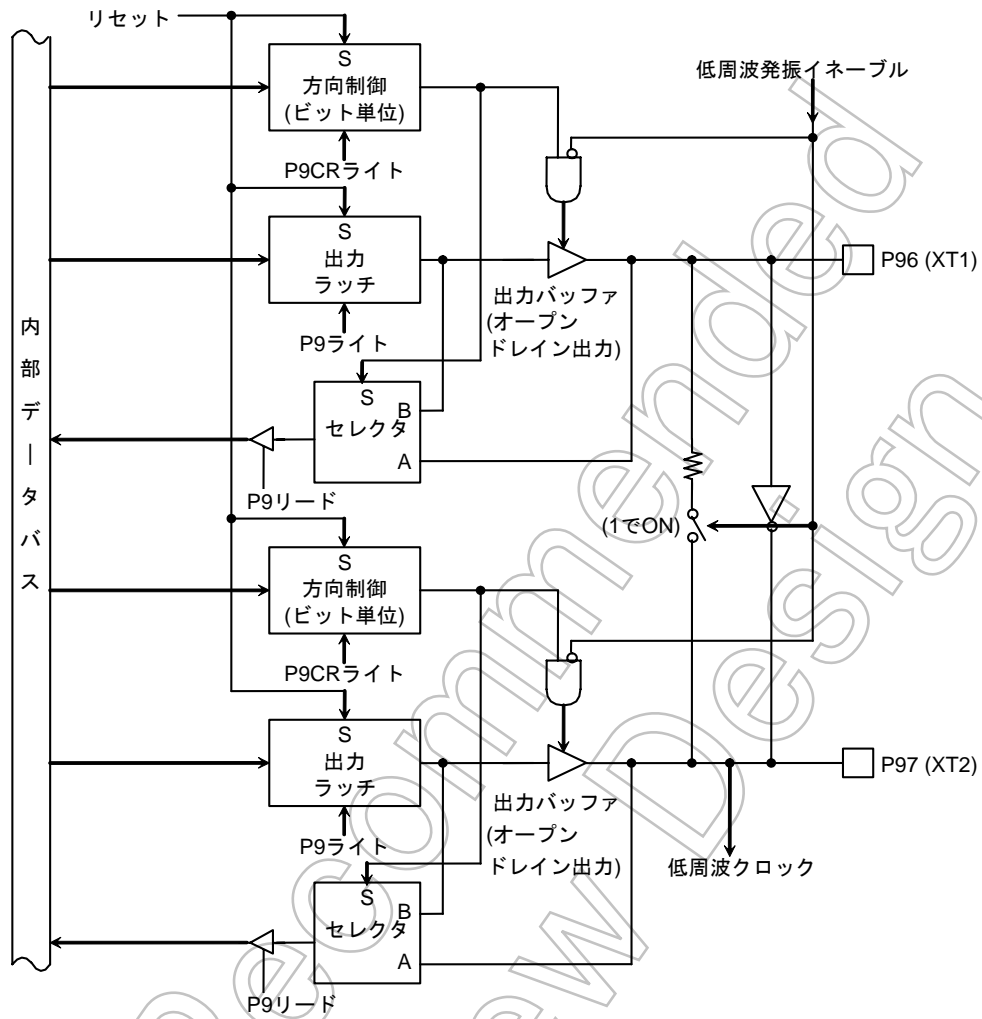 リセット
S
方向制御
(ビット単位)
P9CRライト
低周波発振イネーブル
S
出力
ラッチ
P9ライト
出力バッファ
(オープン
ドレイン出力)
P96 (XT1)
S
B
セレクタ
A
P9リード
内部データバス
(1でON)
S
方向制御
(ビット単位)
P9CRライト
S
出力
ラッチ
P9ライト
出力バッファ
(オープン
ドレイン出力)
P97 (XT2)
低周波クロック
S
B
セレクタ
A
P9リード
Recommended
New Design